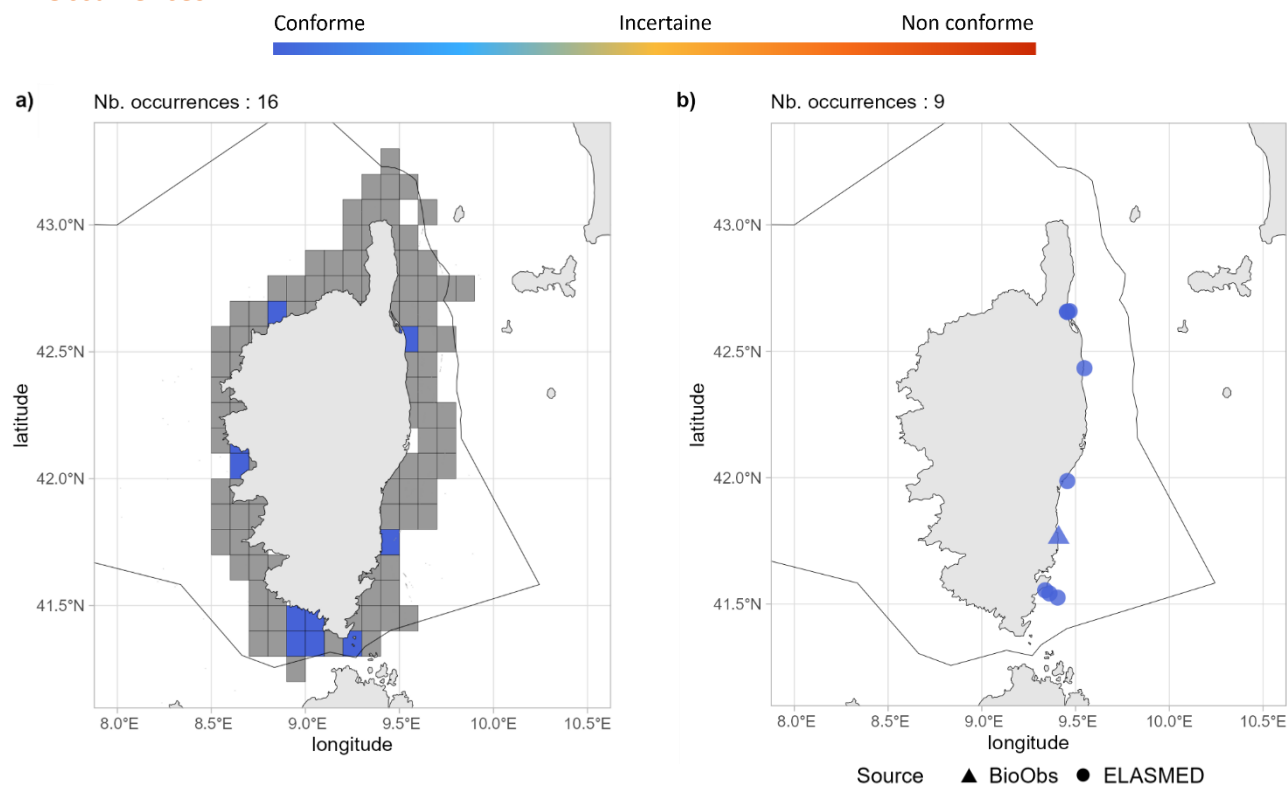 Conforme Incertaine Non conforme
a) Nb. occurrences : 16
43.0°N
42.5°N
42.0°N
41.5°N
latitude
8.0°E 8.5°E 9.0°E 9.5°E 10.0°E 10.5°E
longitude
b) Nb. occurrences : 9
43.0°N
42.5°N
42.0°N
41.5°N
latitude
8.0°E 8.5°E 9.0°E 9.5°E 10.0°E 10.5°E
longitude
Source BioObs ELASMED